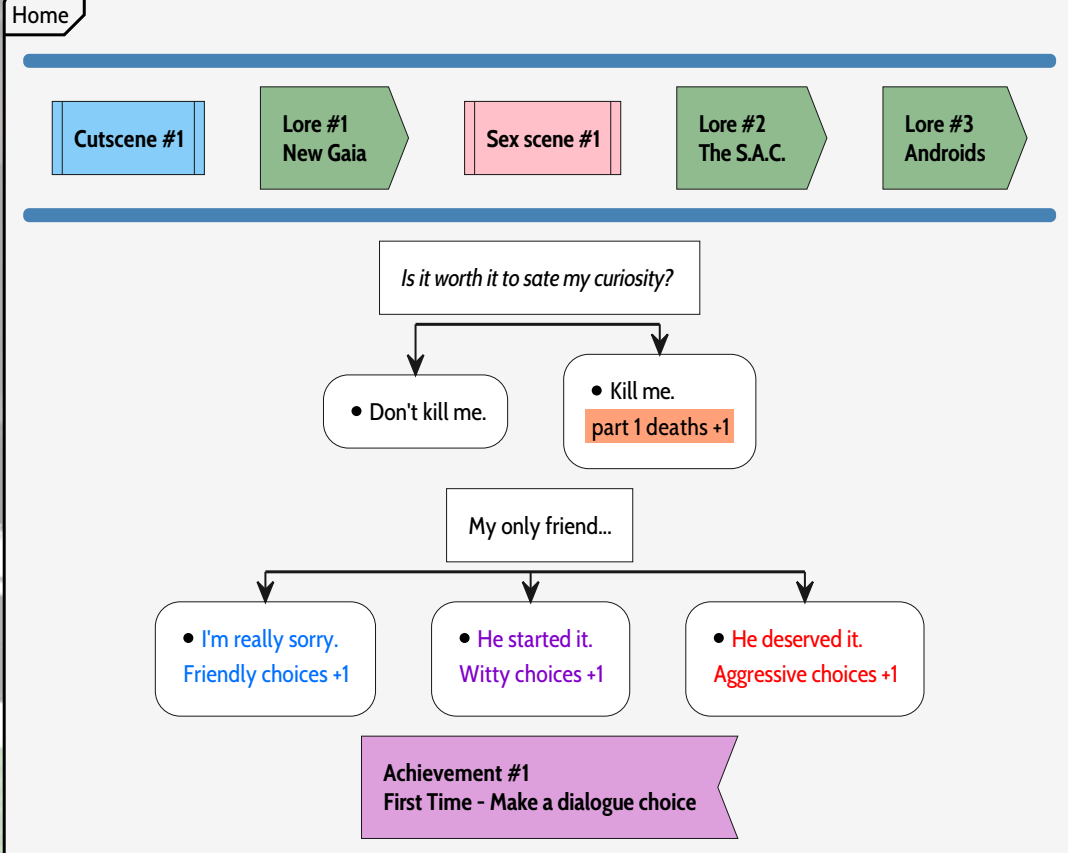 Home
Cutscene #1
Lore #1
New Gaia
Sex scene #1
Lore #2
The S.A.C.
Lore #3
Androids
Is it worth it to sate my curiosity?
• Don't kill me.
• Kill me.
part 1 deaths +1
My only friend...
• I'm really sorry.
Friendly choices +1
• He started it.
Witty choices +1
• He deserved it.
Aggressive choices +1
Achievement #1
First Time - Make a dialogue choice